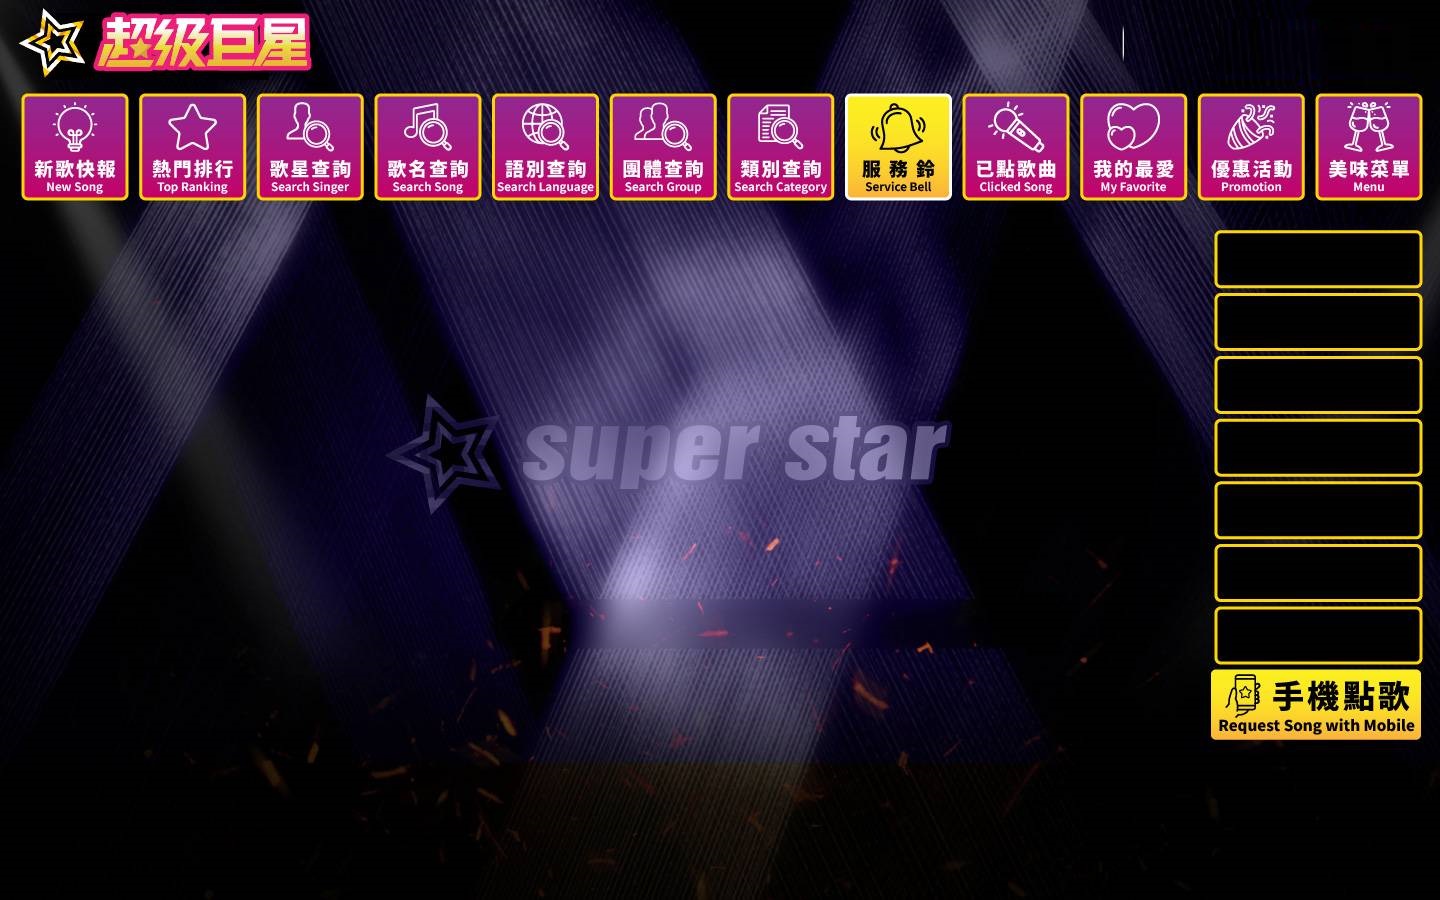 超级巨星
新歌快報
New Song
熱門排行
Top Ranking
歌星查詢
Search Singer
歌名查詢
Search Song
語別查詢
Search Language
團體查詢
Search Group
類別查詢
Search Category
服務鈴
Service Bell
已點歌曲
Clicked Song
我的最愛
My Favorite
優惠活動
Promotion
美味菜單
Menu
super star
手機點歌
Request Song with Mobile